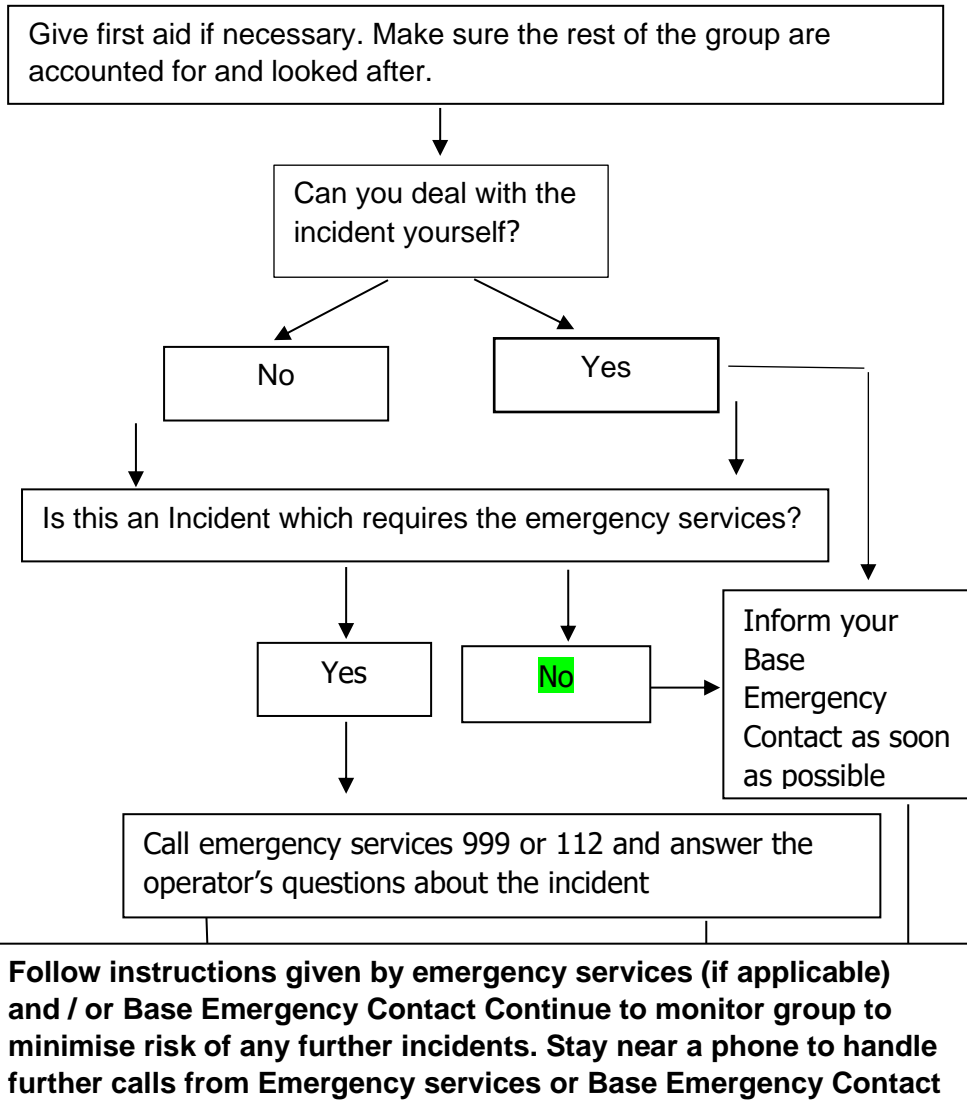 Give first aid if necessary. Make sure the rest of the group are
accounted for and looked after.
Can you deal with the
incident yourself?
No
Yes
Is this an Incident which requires the emergency services?
Yes
No
Inform your
Base
Emergency
Contact as soon
as possible
Call emergency services 999 or 112 and answer the
operator’s questions about the incident
Follow instructions given by emergency services (if applicable)
and / or Base Emergency Contact Continue to monitor group to
minimise risk of any further incidents. Stay near a phone to handle
further calls from Emergency services or Base Emergency Contact